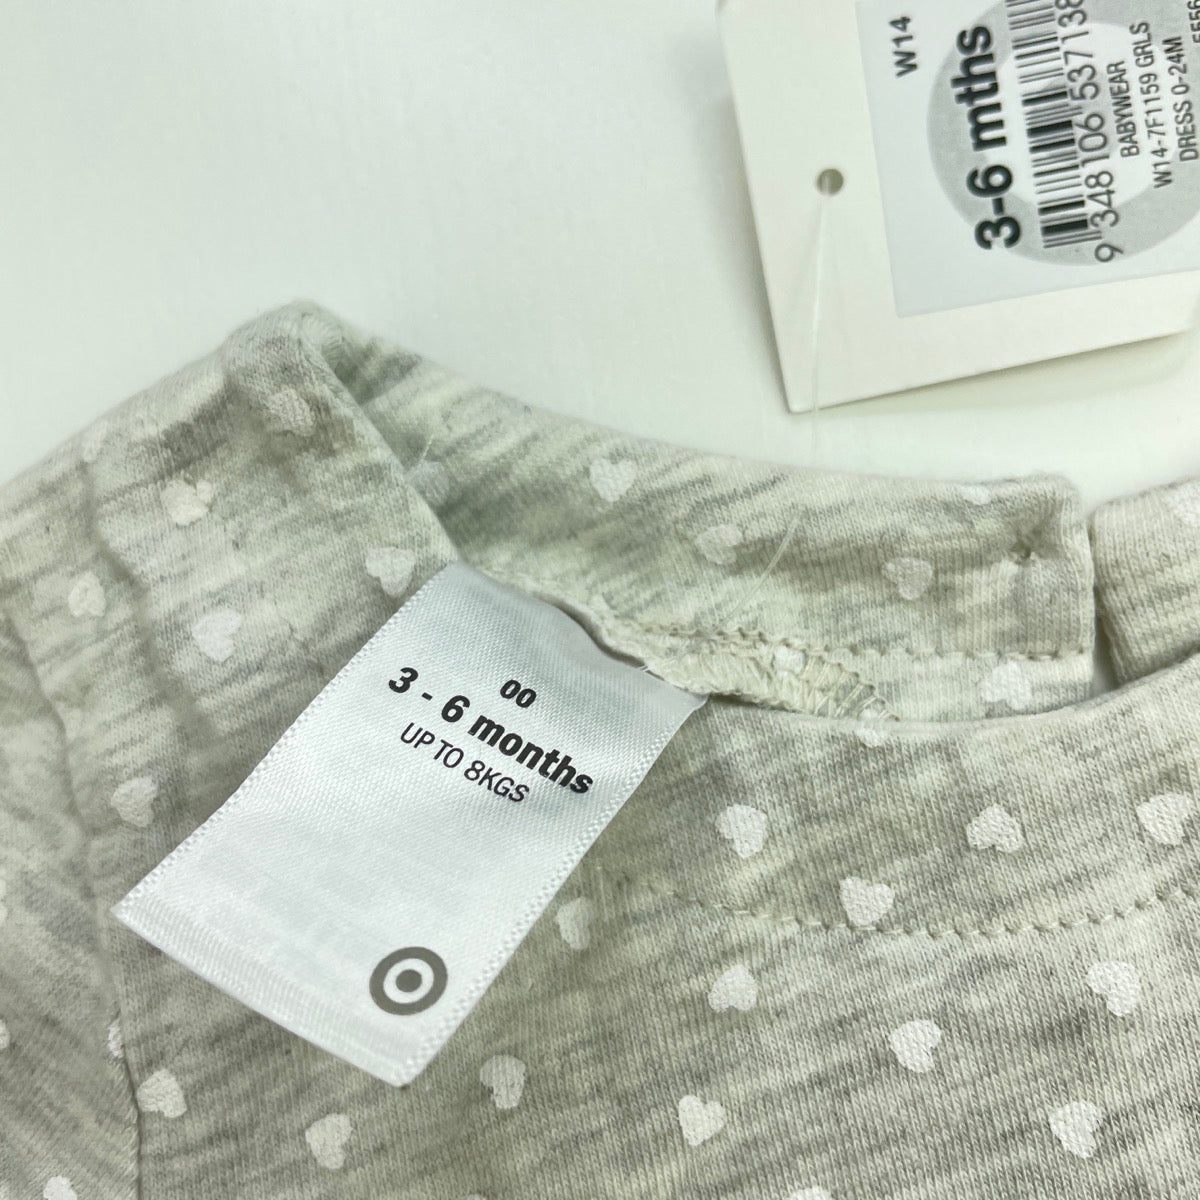 W14
3-6 mths
9 348106 537138
BABYWEAR
W14-7F1159 GRLS
DRESS 0-24M
00
3 - 6 months
UP TO 8KGS